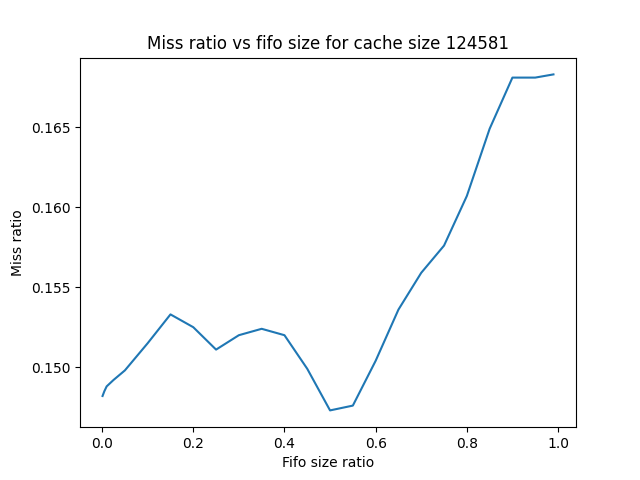 Miss ratio vs fifo size for cache size 124581
0.165
0.160
0.155
0.150
Miss ratio
0.0 0.2 0.4 0.6 0.8 1.0
Fifo size ratio